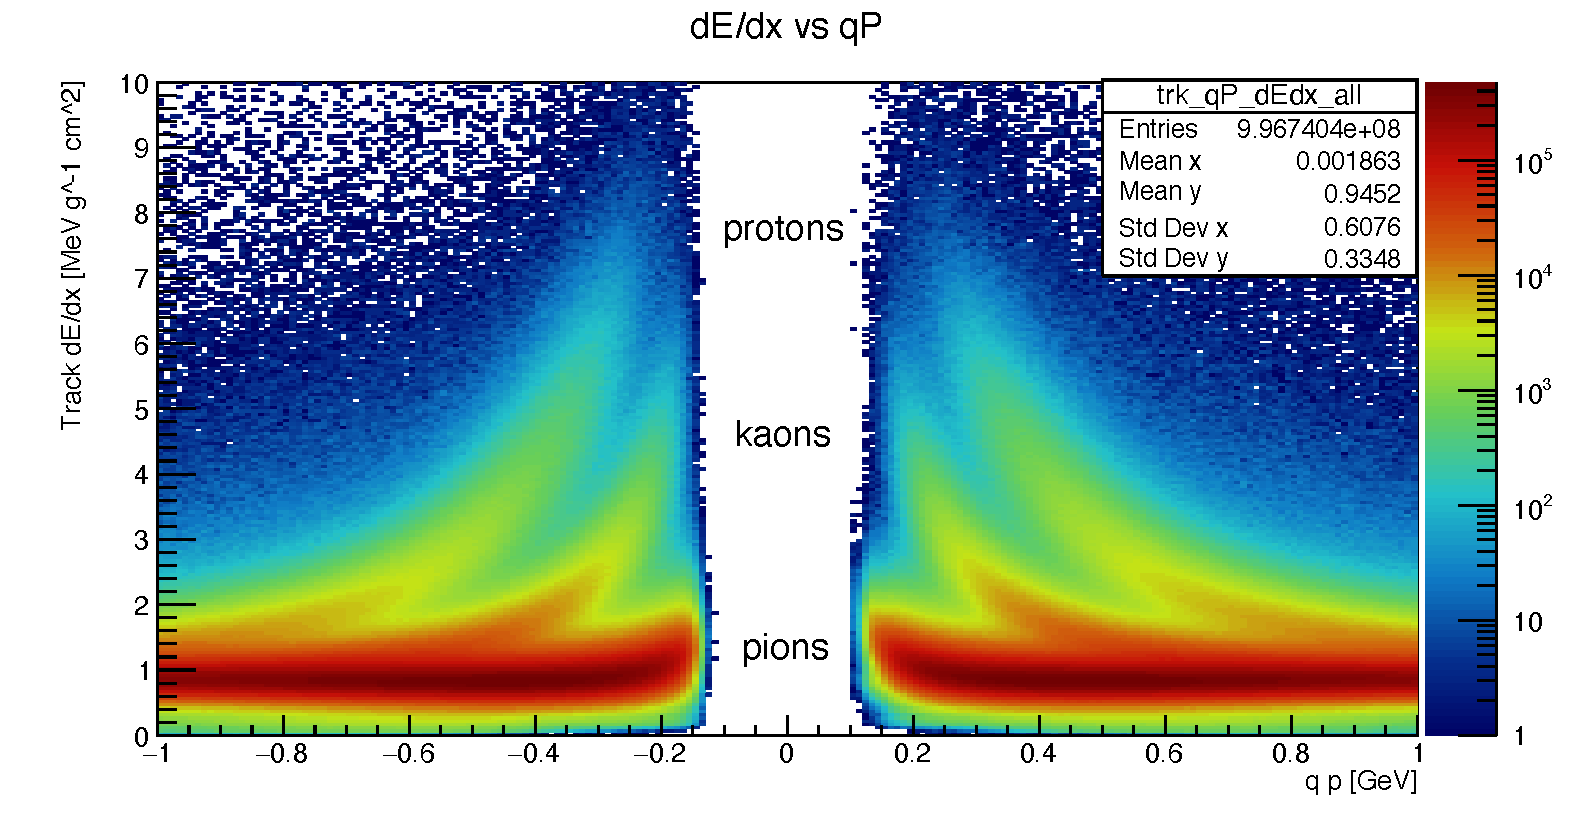 dE/dx vs qP
Track dE/dx [MeV g^-1 cm^2]
10
9
8
7
6
5
4
3
2
1
0
protons
kaons
pions
trk_qP_dEdx_all
Entries 9.967404e+08
Mean x 0.001863
Mean y 0.9452
Std Dev x 0.6076
Std Dev y 0.3348
10^5
10^4
10^3
10^2
10
1
−1 −0.8 −0.6 −0.4 −0.2 0 0.2 0.4 0.6 0.8 1
q p [GeV]